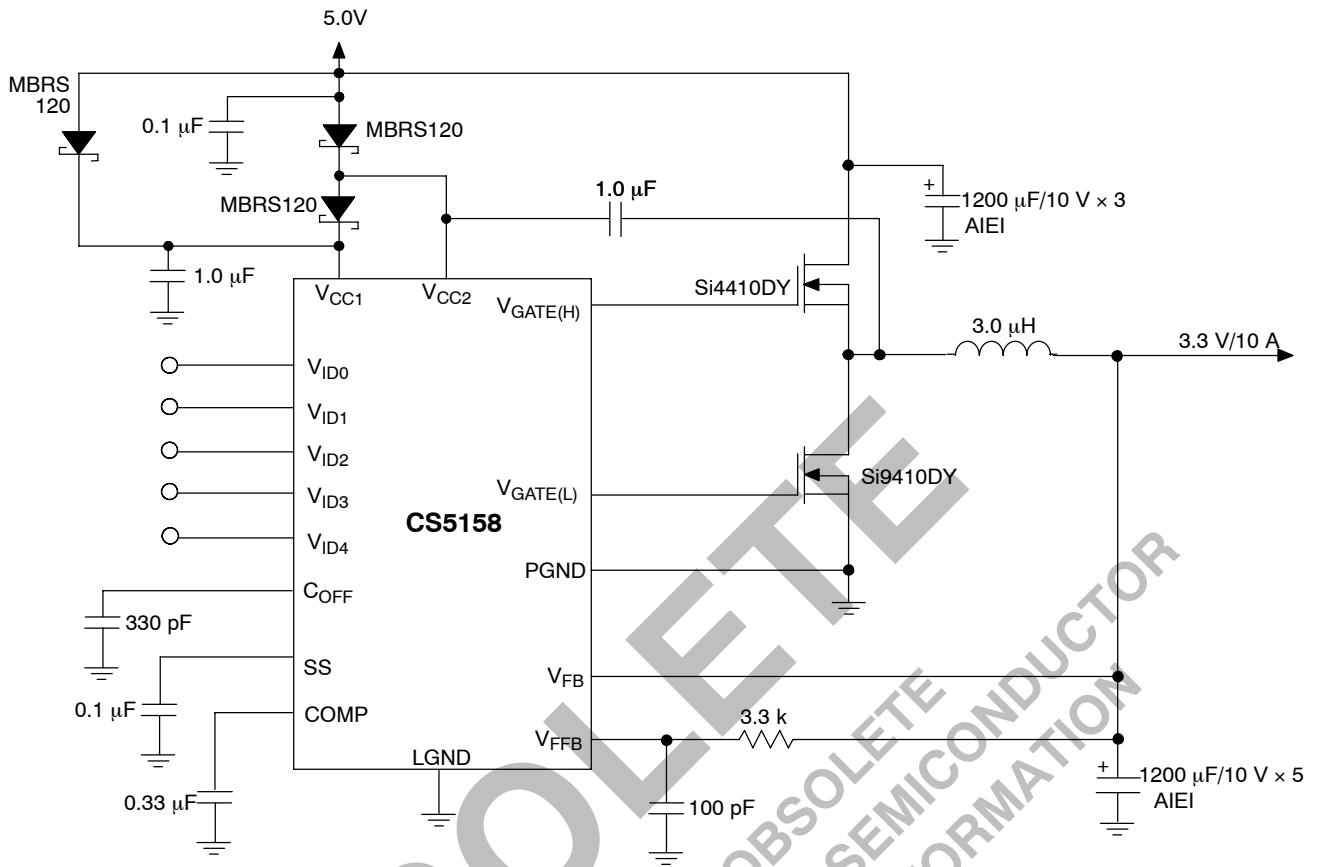 5.0V
MBRS
120
0.1 μF
MBRS120
MBRS120
1.0 μF
1.0 μF
1200 μF/10 V × 3
AIEI
VCC1
VCC2
VGATE(H)
Si4410DY
3.0 μH
3.3 V/10 A
VID0
VID1
VID2
VID3
VID4
VGATE(L)
Si9410DY
CS5158
PGND
COFF
330 pF
SS
0.1 μF
COMP
0.33 μF
LGND
VFB
VFFB
3.3 k
100 pF
1200 μF/10 V × 5
AIEI
OLETE
OBSOLETE
SEMICONDUCTOR
ORMATION